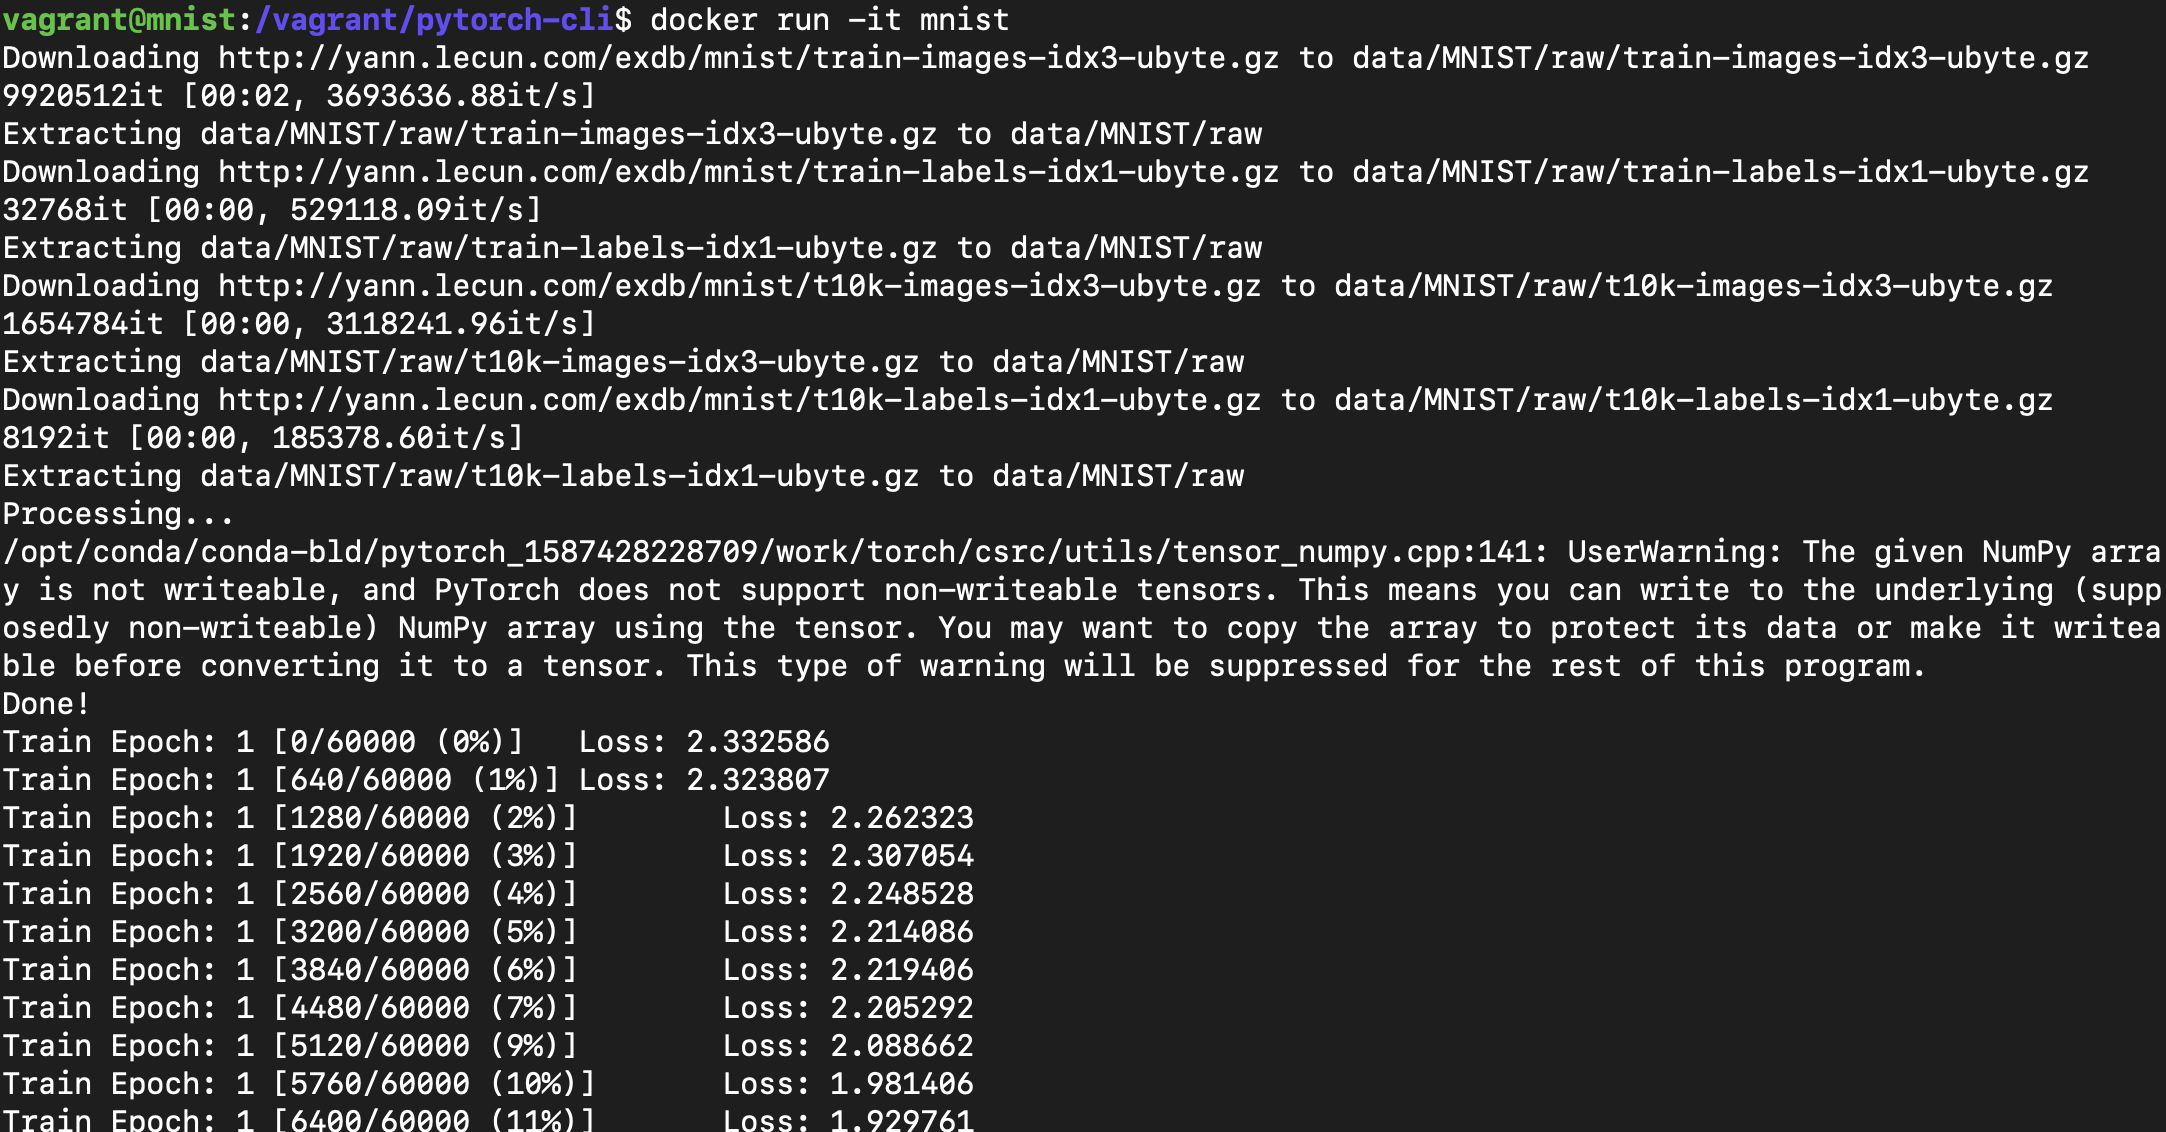 vagrant@mnist:/vagrant/pytorch-cli$ docker run -it mnist
Downloading http://yann.lecun.com/exdb/mnist/train-images-idx3-ubyte.gz to data/MNIST/raw/train-images-idx3-ubyte.gz
9920512it [00:02, 3693636.88it/s]
Extracting data/MNIST/raw/train-images-idx3-ubyte.gz to data/MNIST/raw
Downloading http://yann.lecun.com/exdb/mnist/train-labels-idx1-ubyte.gz to data/MNIST/raw/train-labels-idx1-ubyte.gz
32768it [00:00, 529118.09it/s]
Extracting data/MNIST/raw/train-labels-idx1-ubyte.gz to data/MNIST/raw
Downloading http://yann.lecun.com/exdb/mnist/t10k-images-idx3-ubyte.gz to data/MNIST/raw/t10k-images-idx3-ubyte.gz
1654784it [00:00, 3118241.96it/s]
Extracting data/MNIST/raw/t10k-images-idx3-ubyte.gz to data/MNIST/raw
Downloading http://yann.lecun.com/exdb/mnist/t10k-labels-idx1-ubyte.gz to data/MNIST/raw/t10k-labels-idx1-ubyte.gz
8192it [00:00, 185378.60it/s]
Extracting data/MNIST/raw/t10k-labels-idx1-ubyte.gz to data/MNIST/raw
Processing...
/opt/conda/conda-bld/pytorch_1587428228709/work/torch/csrc/utils/tensor_numpy.cpp:141: UserWarning: The given NumPy arra
y is not writeable, and PyTorch does not support non-writeable tensors. This means you can write to the underlying (supp
osedly non-writeable) NumPy array using the tensor. You may want to copy the array to protect its data or make it writea
ble before converting it to a tensor. This type of warning will be suppressed for the rest of this program.
Done!
Train Epoch: 1 [0/60000 (0%)]   Loss: 2.332586
Train Epoch: 1 [640/60000 (1%)] Loss: 2.323807
Train Epoch: 1 [1280/60000 (2%)]        Loss: 2.262323
Train Epoch: 1 [1920/60000 (3%)]        Loss: 2.307054
Train Epoch: 1 [2560/60000 (4%)]        Loss: 2.248528
Train Epoch: 1 [3200/60000 (5%)]        Loss: 2.214086
Train Epoch: 1 [3840/60000 (6%)]        Loss: 2.219406
Train Epoch: 1 [4480/60000 (7%)]        Loss: 2.205292
Train Epoch: 1 [5120/60000 (9%)]        Loss: 2.088662
Train Epoch: 1 [5760/60000 (10%)]       Loss: 1.981406
Train Epoch: 1 [6400/60000 (11%)]       Loss: 1.929761